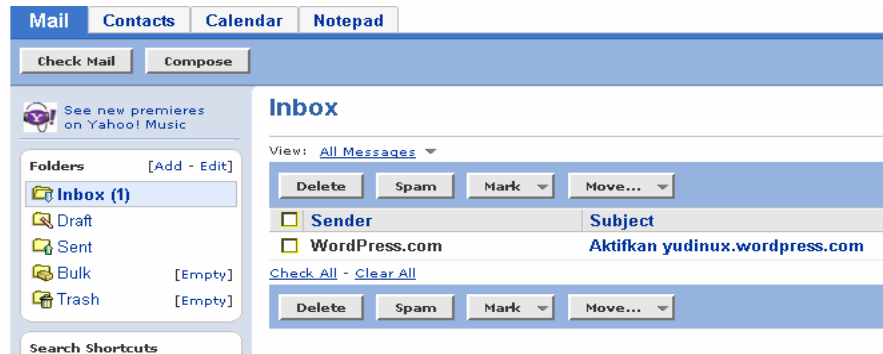 Mail Contacts Calendar Notepad
Check Mail Compose
See new premieres
on Yahoo! Music
Folders [Add - Edit]
Inbox (1)
Draft
Sent
Bulk [Empty]
Trash [Empty]
Search Shortcuts
Inbox
View: All Messages
Delete Spam Mark Move...
Sender Subject
WordPress.com Aktifkan yudinux.wordpress.com
Check All - Clear All
Delete Spam Mark Move...